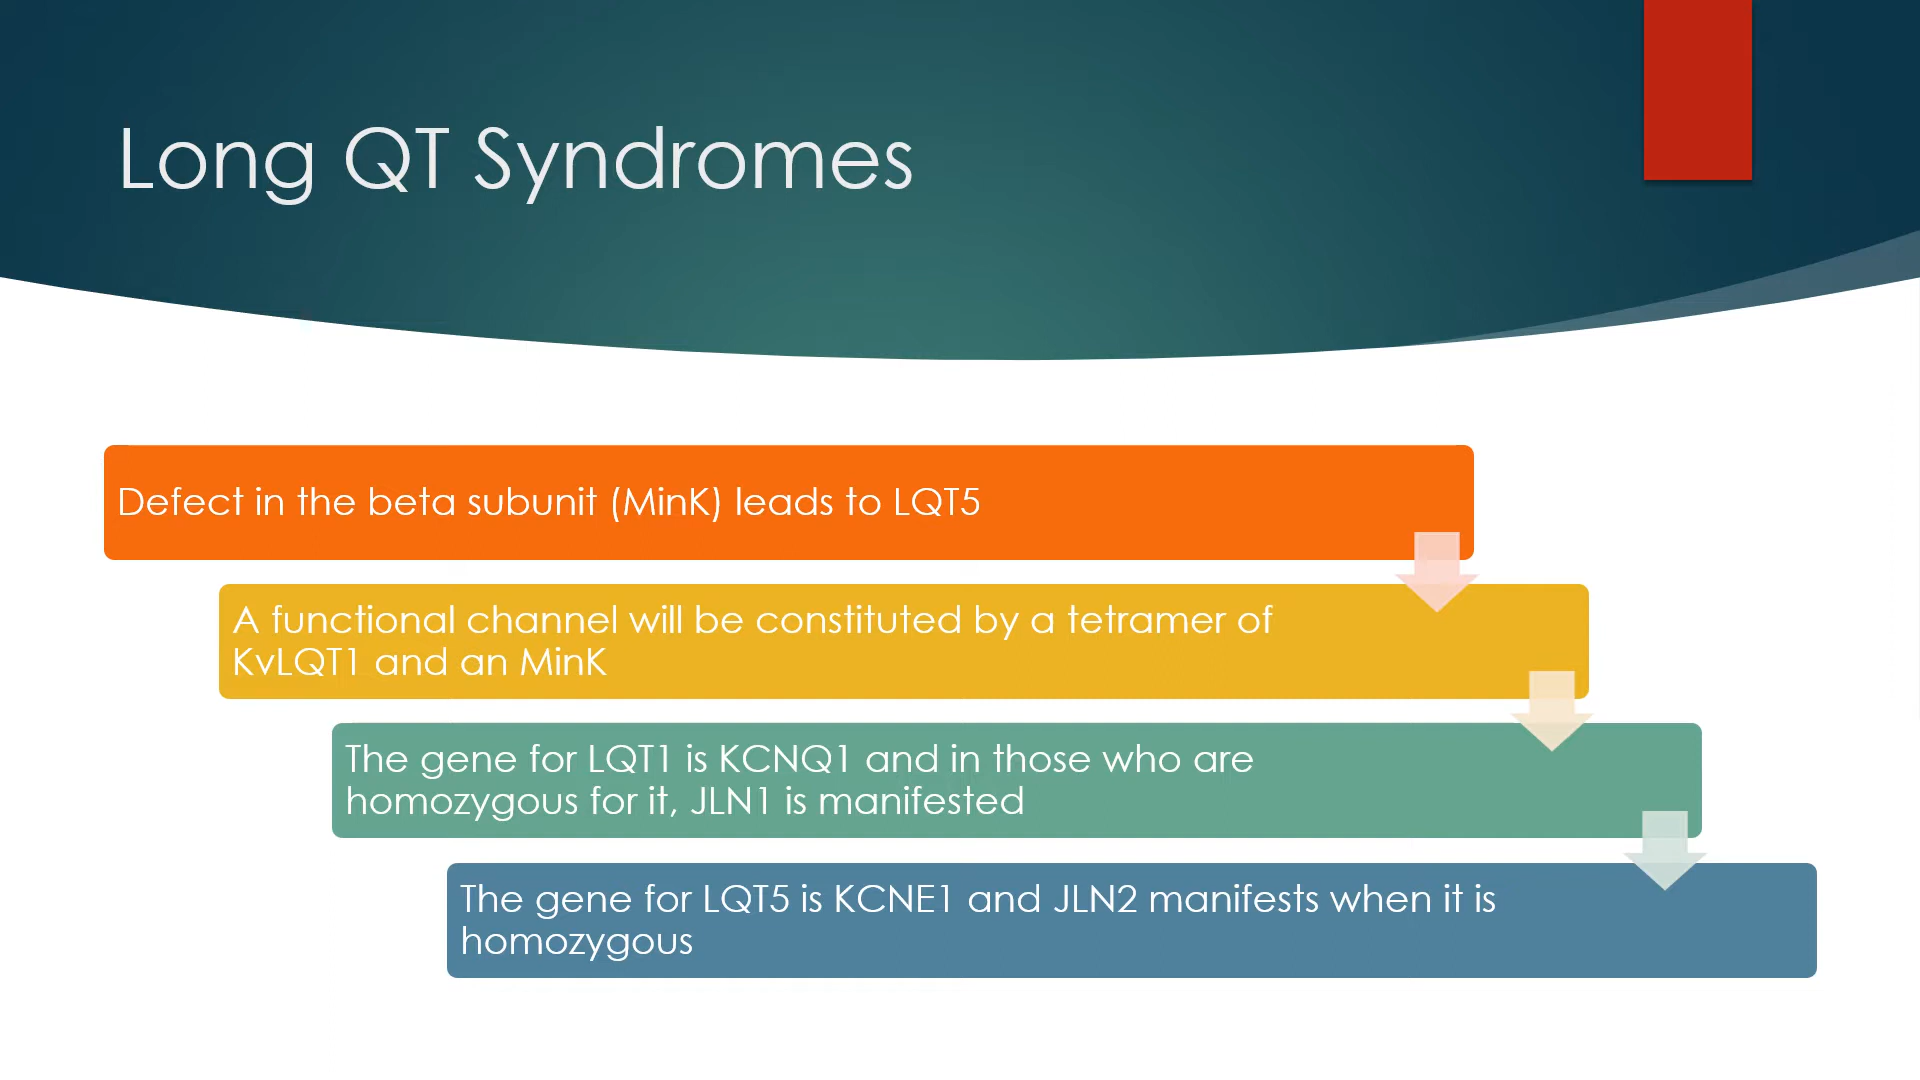 Long QT Syndromes
Defect in the beta subunit (MinK) leads to LQT5
A functional channel will be constituted by a tetramer of
KvLQT1 and an MinK
The gene for LQT1 is KCNQ1 and in those who are
homozygous for it, JLN1 is manifested
The gene for LQT5 is KCNE1 and JLN2 manifests when it is
homozygous